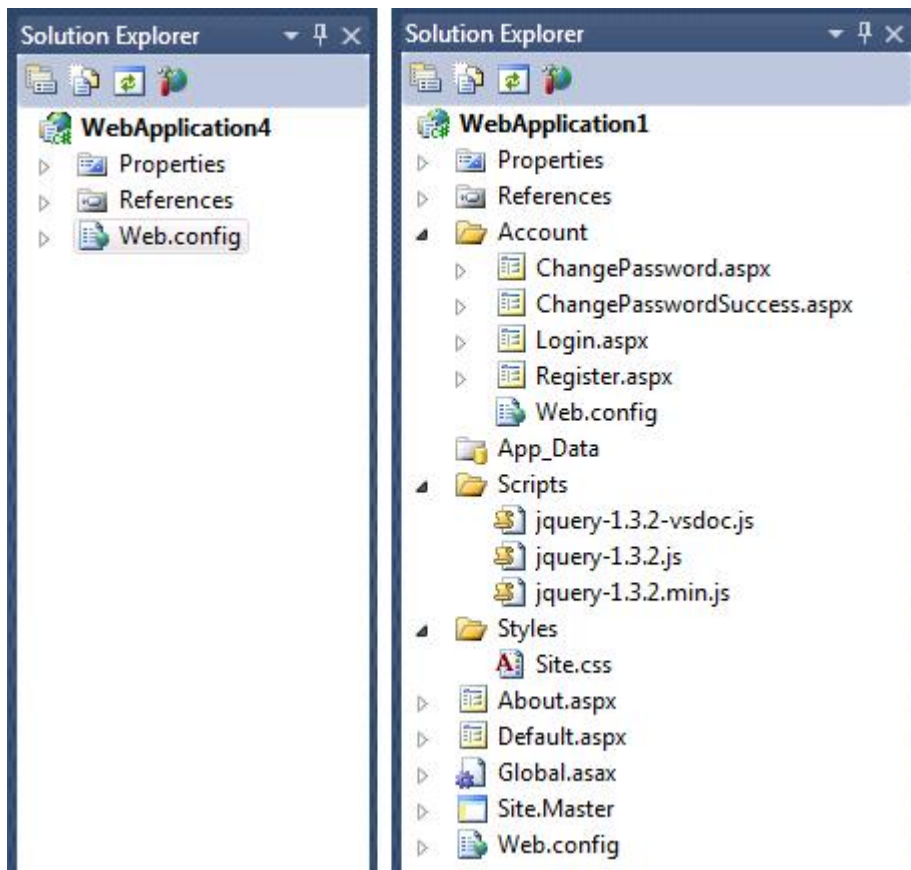 Solution Explorer
WebApplication4
Properties
References
Web.config
Solution Explorer
WebApplication1
Properties
References
Account
ChangePassword.aspx
ChangePasswordSuccess.aspx
Login.aspx
Register.aspx
Web.config
App_Data
Scripts
jquery-1.3.2-vsdoc.js
jquery-1.3.2.js
jquery-1.3.2.min.js
Styles
Site.css
About.aspx
Default.aspx
Global.asax
Site.Master
Web.config